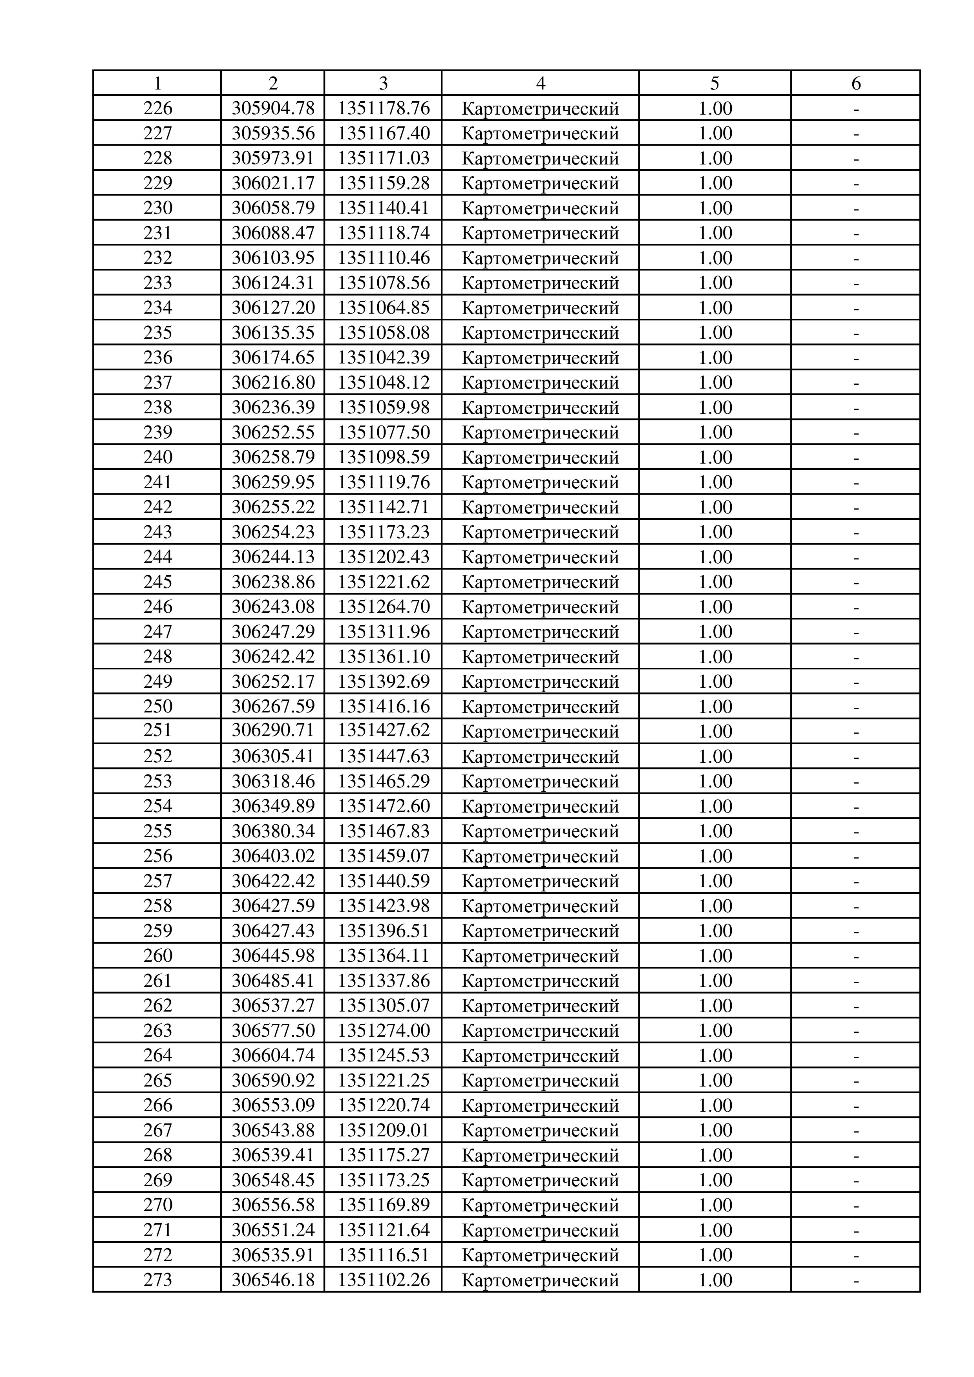 1 2 3 4 5 6
226 305904.78 1351178.76 Картометрический 1.00 -
227 305935.56 1351167.40 Картометрический 1.00 -
228 305973.91 1351171.03 Картометрический 1.00 -
229 306021.17 1351159.28 Картометрический 1.00 -
230 306058.79 1351140.41 Картометрический 1.00 -
231 306088.47 1351118.74 Картометрический 1.00 -
232 306103.95 1351110.46 Картометрический 1.00 -
233 306124.31 1351078.56 Картометрический 1.00 -
234 306127.20 1351064.85 Картометрический 1.00 -
235 306135.35 1351058.08 Картометрический 1.00 -
236 306174.65 1351042.39 Картометрический 1.00 -
237 306216.80 1351048.12 Картометрический 1.00 -
238 306236.39 1351059.98 Картометрический 1.00 -
239 306252.55 1351077.50 Картометрический 1.00 -
240 306258.79 1351098.59 Картометрический 1.00 -
241 306259.95 1351119.76 Картометрический 1.00 -
242 306255.22 1351142.71 Картометрический 1.00 -
243 306254.23 1351173.23 Картометрический 1.00 -
244 306244.13 1351202.43 Картометрический 1.00 -
245 306238.86 1351221.62 Картометрический 1.00 -
246 306243.08 1351264.70 Картометрический 1.00 -
247 306247.29 1351311.96 Картометрический 1.00 -
248 306242.42 1351361.10 Картометрический 1.00 -
249 306252.17 1351392.69 Картометрический 1.00 -
250 306267.59 1351416.16 Картометрический 1.00 -
251 306290.71 1351427.62 Картометрический 1.00 -
252 306305.41 1351447.63 Картометрический 1.00 -
253 306318.46 1351465.29 Картометрический 1.00 -
254 306349.89 1351472.60 Картометрический 1.00 -
255 306380.34 1351467.83 Картометрический 1.00 -
256 306403.02 1351459.07 Картометрический 1.00 -
257 306422.42 1351440.59 Картометрический 1.00 -
258 306427.59 1351423.98 Картометрический 1.00 -
259 306427.43 1351396.51 Картометрический 1.00 -
260 306445.98 1351364.11 Картометрический 1.00 -
261 306485.41 1351337.86 Картометрический 1.00 -
262 306537.27 1351305.07 Картометрический 1.00 -
263 306577.50 1351274.00 Картометрический 1.00 -
264 306604.74 1351245.53 Картометрический 1.00 -
265 306590.92 1351221.25 Картометрический 1.00 -
266 306553.09 1351220.74 Картометрический 1.00 -
267 306543.88 1351209.01 Картометрический 1.00 -
268 306539.41 1351175.27 Картометрический 1.00 -
269 306548.45 1351173.25 Картометрический 1.00 -
270 306556.58 1351169.89 Картометрический 1.00 -
271 306551.24 1351121.64 Картометрический 1.00 -
272 306535.91 1351116.51 Картометрический 1.00 -
273 306546.18 1351102.26 Картометрический 1.00 -